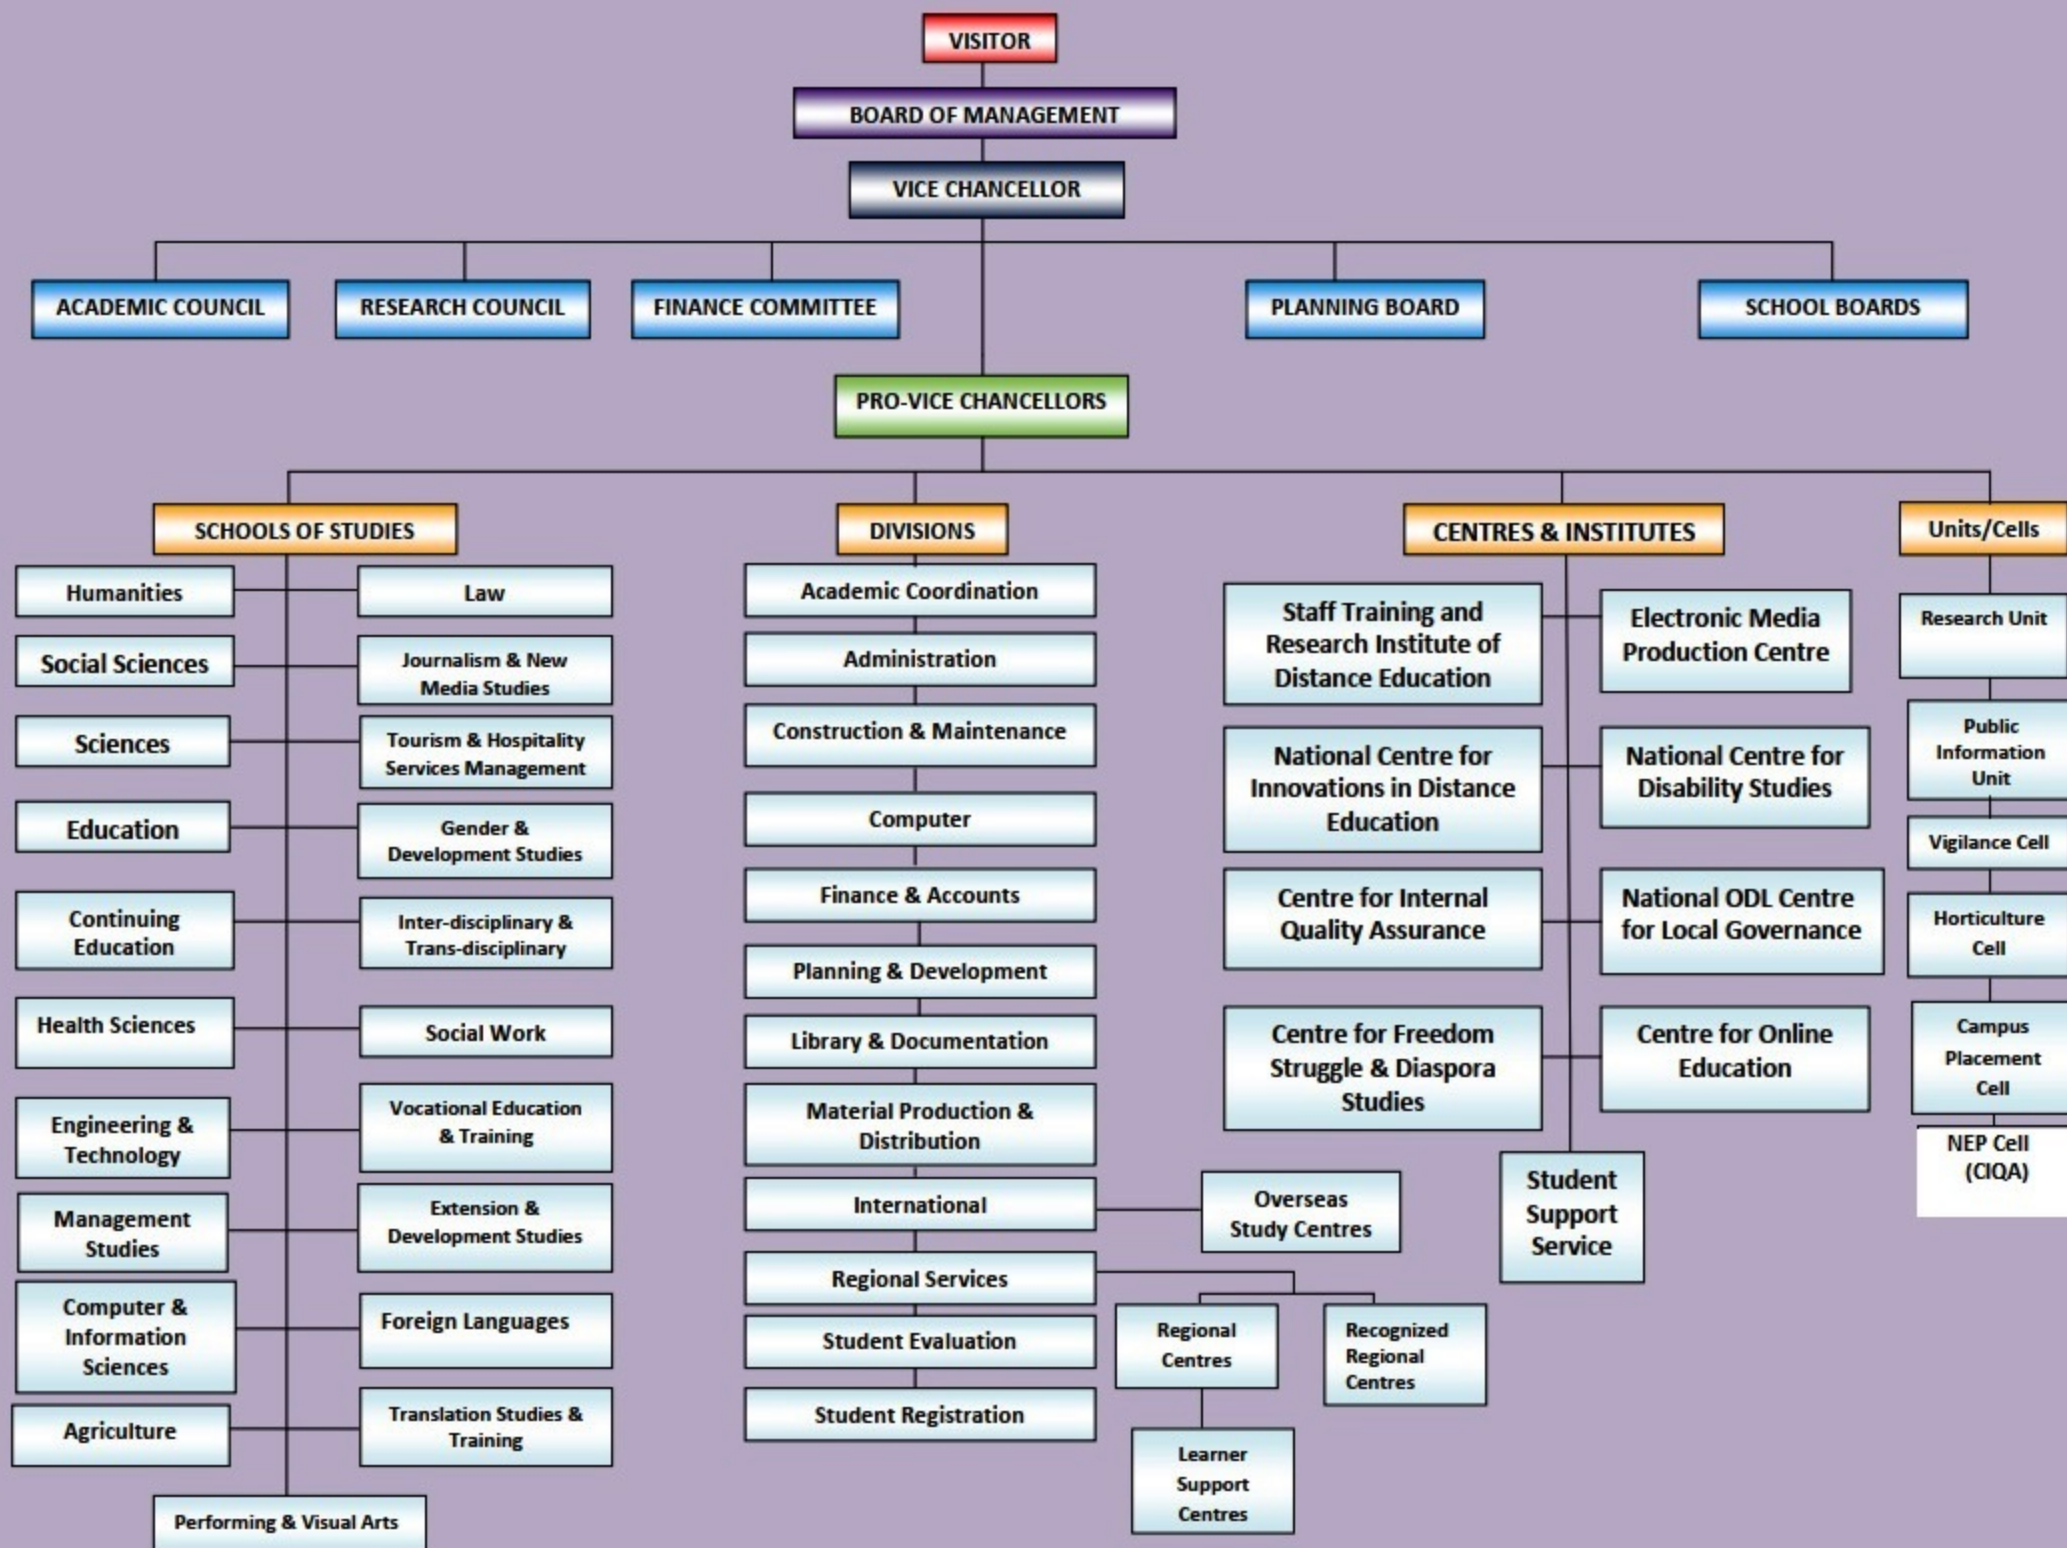 VISITOR
BOARD OF MANAGEMENT
VICE CHANCELLOR
ACADEMIC COUNCIL
RESEARCH COUNCIL
FINANCE COMMITTEE
PLANNING BOARD
SCHOOL BOARDS
PRO-VICE CHANCELLORS
SCHOOLS OF STUDIES
Humanities
Law
Social Sciences
Journalism & New
Media Studies
Sciences
Tourism & Hospitality
Services Management
Education
Gender &
Development Studies
Continuing
Education
Inter-disciplinary &
Trans-disciplinary
Health Sciences
Social Work
Engineering &
Technology
Vocational Education
& Training
Management
Studies
Extension &
Development Studies
Computer &
Information
Sciences
Foreign Languages
Agriculture
Translation Studies &
Training
Performing & Visual Arts
DIVISIONS
Academic Coordination
Administration
Construction & Maintenance
Computer
Finance & Accounts
Planning & Development
Library & Documentation
Material Production &
Distribution
International
Overseas
Study Centres
Regional Services
Regional
Centres
Recognized
Regional
Centres
Learner
Support
Centres
Student Evaluation
Student Registration
CENTRES & INSTITUTES
Staff Training and
Research Institute of
Distance Education
Electronic Media
Production Centre
National Centre for
Innovations in Distance
Education
National Centre for
Disability Studies
Centre for Internal
Quality Assurance
National ODL Centre
for Local Governance
Centre for Freedom
Struggle & Diaspora
Studies
Centre for Online
Education
Student
Support
Service
Units/Cells
Research Unit
Public
Information
Unit
Vigilance Cell
Horticulture
Cell
Campus
Placement
Cell
NEP Cell
(CIQA)